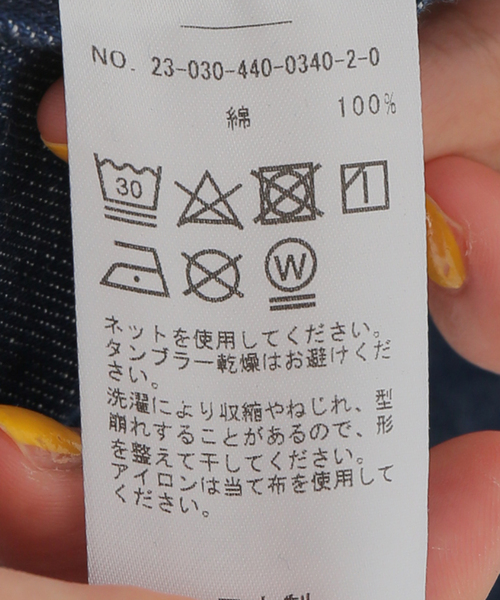 NO. 23-030-440-0340-2-0
綿 100%
30
W
ネットを使用してください。
タンブラー乾燥はお避けくだ
さい。
洗濯により収縮やねじれ、型
崩れすることがあるので、形
を整えて干してください。
アイロンは当て布を使用して
ください。